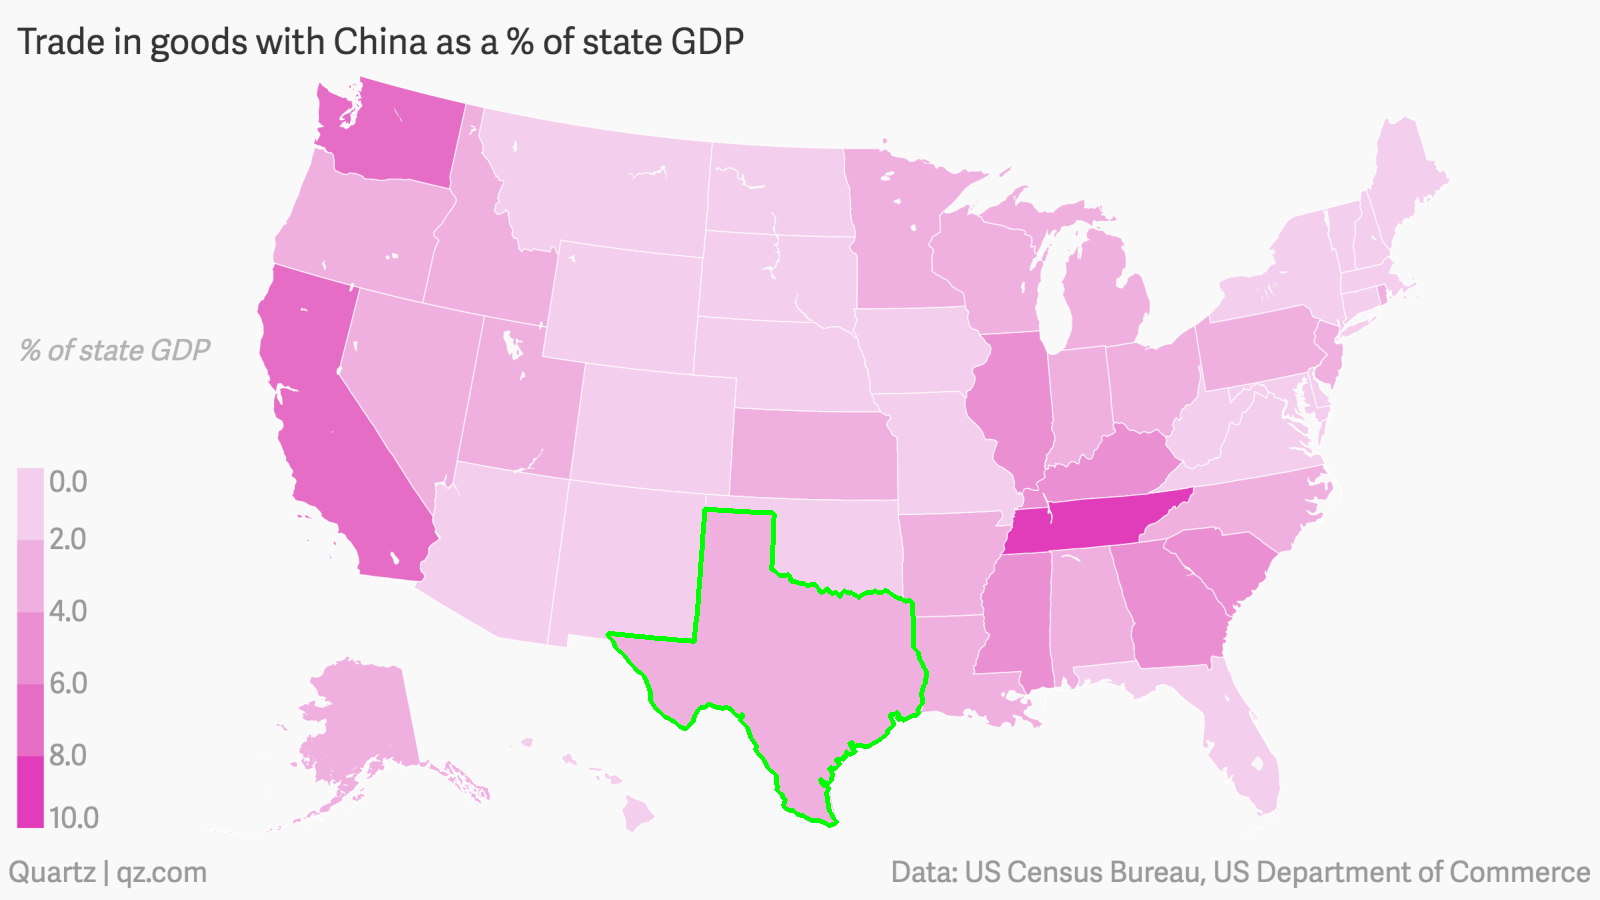 Trade in goods with China as a % of state GDP
% of state GDP
0.0
2.0
4.0
6.0
8.0
10.0
Quartz | qz.com
Data: US Census Bureau, US Department of Commerce